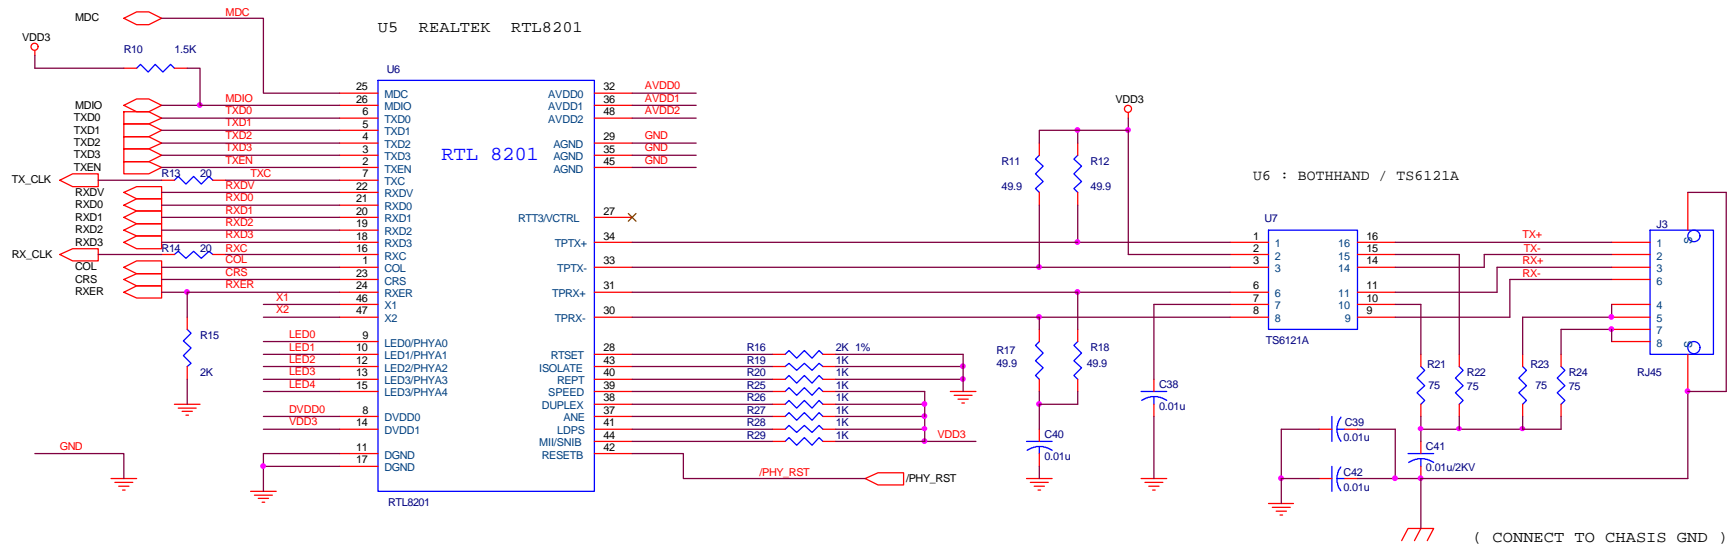 MDC
MDC
U5 REALTEK RTL8201
VDD3
R10 1.5K
U6
MDIO MDIO 26 MDIO
TXD0 TXD0 6 TXD0
TXD1 TXD1 5 TXD1
TXD2 TXD2 4 TXD2
TXD3 TXD3 3 TXD3
TXEN TXEN 2 TXEN
TX_CLK R13 20 TXC 7 TXC
RXDV RXDV 22 RXDV
RXD0 RXD0 21 RXD0
RXD1 RXD1 20 RXD1
RXD2 RXD2 19 RXD2
RXD3 RXD3 18 RXD3
RX_CLK R14 20 RXC 16 RXC
COL COL 1 COL
CRS CRS 23 CRS
RXER RXER 24 RXER
X1 46 X1
X2 47 X2
R15
2K
LED0 9 LED0/PHYA0
LED1 10 LED1/PHYA1
LED2 12 LED2/PHYA2
LED3 13 LED3/PHYA3
LED4 15 LED3/PHYA4
DVDD0 8 DVDD0
VDD3 14 DVDD1
GND
11 DGND
17 DGND
25 MDC
RTL 8201
RTL8201
AVDD0 32 AVDD0
AVDD1 36 AVDD1
AVDD2 48 AVDD2
AGND 29 GND
AGND 35 GND
AGND 45 GND
RTT3/VCTRL 27
TPTX+ 34
TPTX- 33
TPRX+ 31
TPRX- 30
RTSET 28 R16 2K 1%
ISOLATE 43 R19 1K
REPT 40 R20 1K
SPEED 39 R25 1K
DUPLEX 38 R26 1K
ANE 37 R27 1K
LDPS 41 R28 1K
MII/SNIB 44 R29 1K VDD3
RESETB 42
/PHY_RST /PHY_RST
VDD3
R11
49.9
R12
49.9
R17
49.9
R18
49.9
C40
0.01u
C38
0.01u
U6 : BOTHHAND / TS6121A
U7
1 1 16 16
2 2 15 15
3 3 14 14
6 6 11 11
7 7 10 10
8 8 9 9
TS6121A
TX+
TX-
RX+
RX-
J3
S
1
2
3
6
4
5
7
8
S
RJ45
R21
75
R22
75
R23
75
R24
75
C39
0.01u
C42
0.01u
C41
0.01u/2KV
( CONNECT TO CHASIS GND )